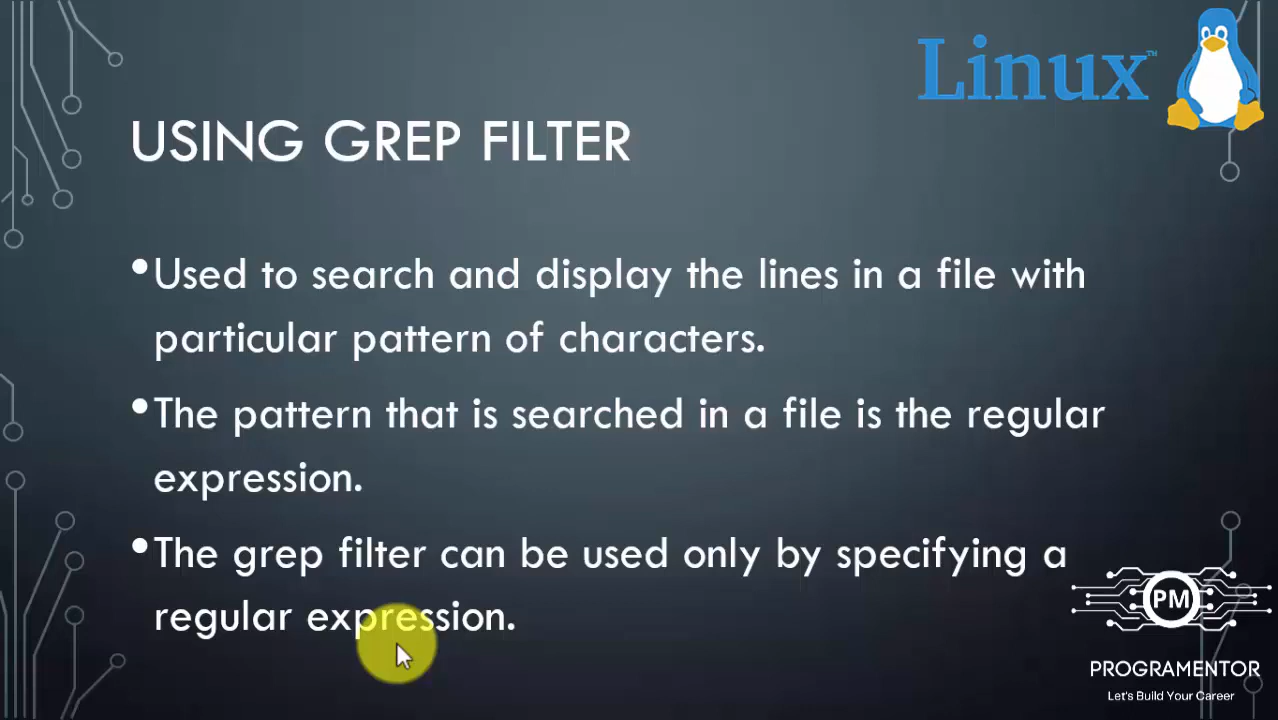 Linux™
USING GREP FILTER
•Used to search and display the lines in a file with
particular pattern of characters.
•The pattern that is searched in a file is the regular
expression.
•The grep filter can be used only by specifying a
regular expression.
PM
PROGRAMENTOR
Let's Build Your Career